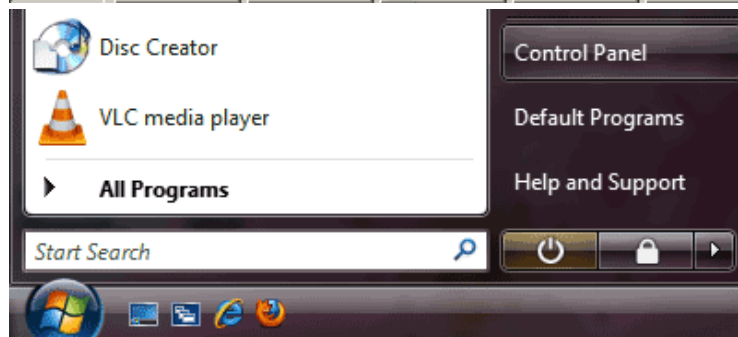 Disc Creator
VLC media player
All Programs
Start Search
Control Panel
Default Programs
Help and Support